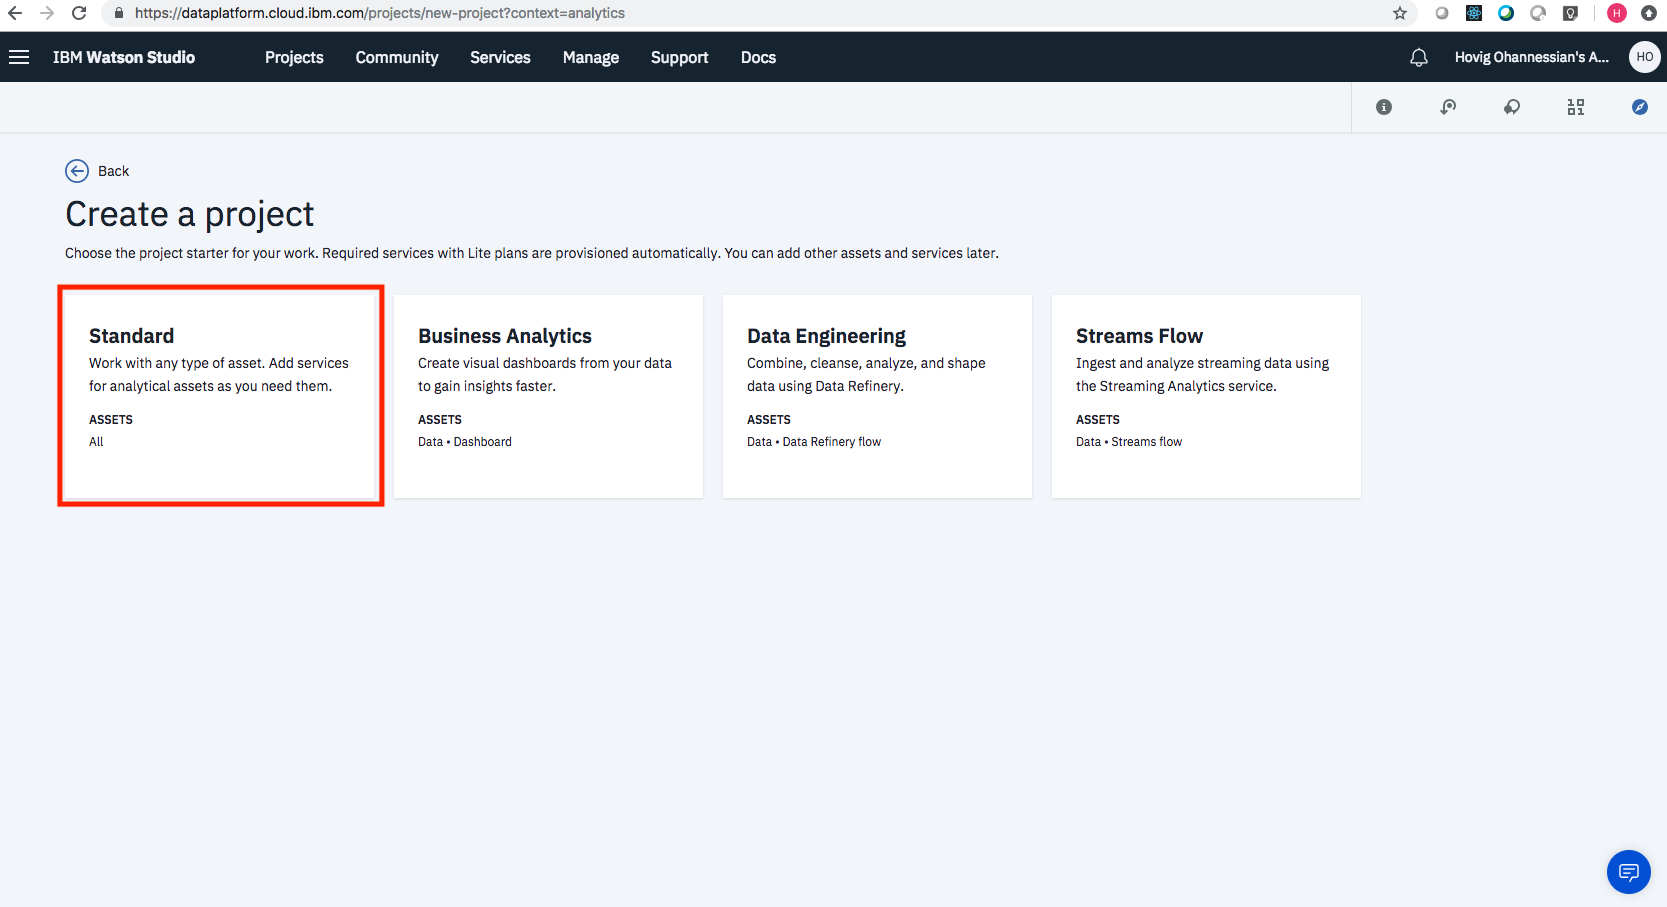 https://dataplatform.cloud.ibm.com/projects/new-project?context=analytics
H
IBM Watson Studio
Projects
Community
Services
Manage
Support
Docs
Hovig Ohannessian's A...
HO
Back
Create a project
Choose the project starter for your work. Required services with Lite plans are provisioned automatically. You can add other assets and services later.
Standard
Work with any type of asset. Add services
for analytical assets as you need them.
ASSETS
All
Business Analytics
Create visual dashboards from your data
to gain insights faster.
ASSETS
Data • Dashboard
Data Engineering
Combine, cleanse, analyze, and shape
data using Data Refinery.
ASSETS
Data • Data Refinery flow
Streams Flow
Ingest and analyze streaming data using
the Streaming Analytics service.
ASSETS
Data • Streams flow